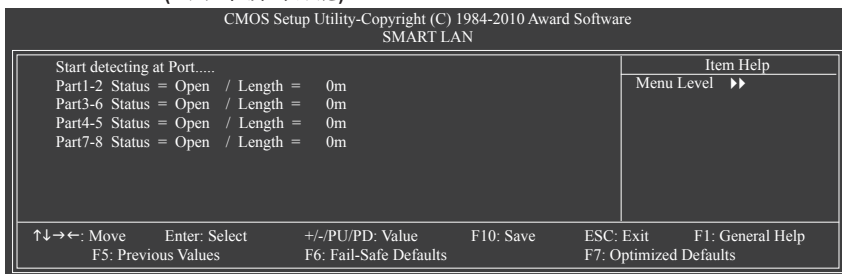 CMOS Setup Utility-Copyright (C) 1984-2010 Award Software
SMART LAN
Start detecting at Port.....
Part1-2 Status = Open / Length = 0m
Part3-6 Status = Open / Length = 0m
Part4-5 Status = Open / Length = 0m
Part7-8 Status = Open / Length = 0m
Item Help
Menu Level ►►
↑↓→←: Move Enter: Select +/-/PU/PD: Value F10: Save ESC: Exit F1: General Help
F5: Previous Values F6: Fail-Safe Defaults F7: Optimized Defaults